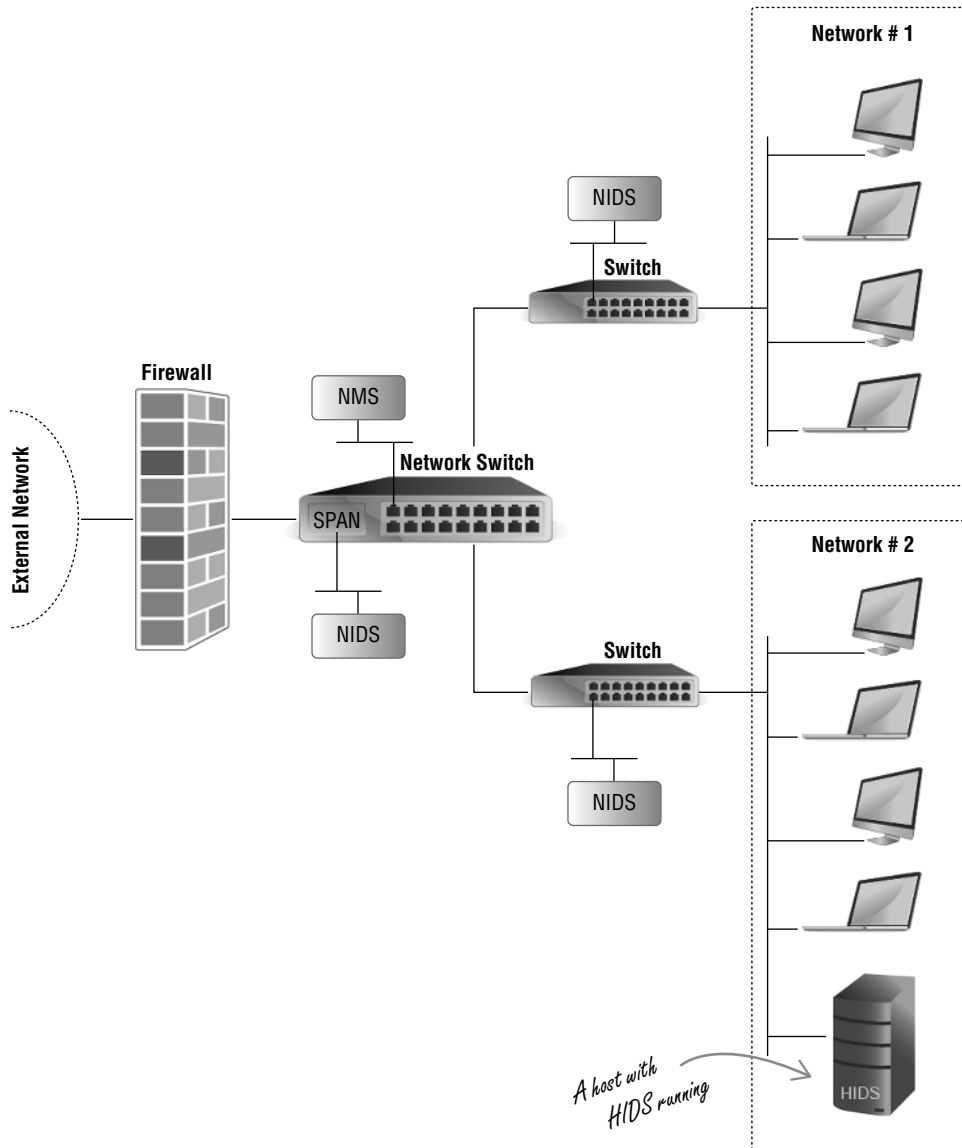 Network # 1
NIDS
Switch
Firewall
NMS
External Network
Network Switch
SPAN
NIDS
Network # 2
Switch
NIDS
A host with
HIDS running
HIDS